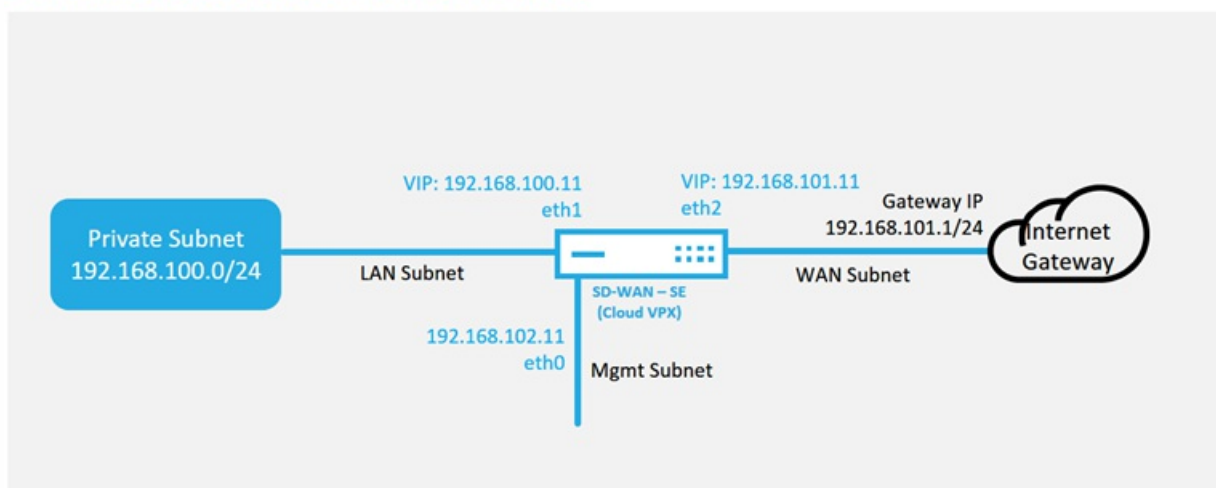 VIP: 192.168.100.11
eth1
VIP: 192.168.101.11
eth2
Gateway IP
192.168.101.1/24
Private Subnet
192.168.100.0/24
LAN Subnet
SD-WAN – SE
(Cloud VPX)
WAN Subnet
Internet
Gateway
192.168.102.11
eth0
Mgmt Subnet